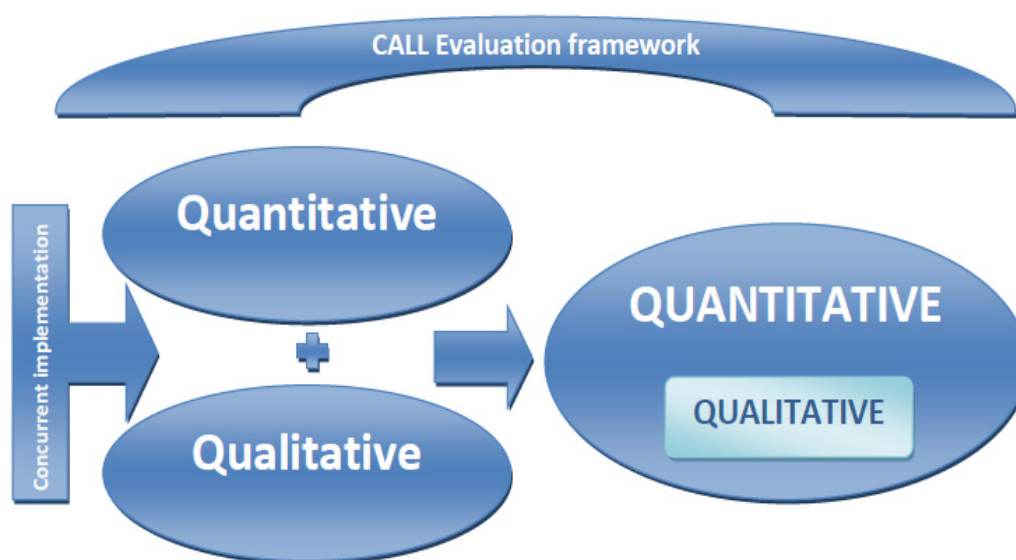 CALL Evaluation framework
Concurrent implementation
Quantitative
Qualitative
QUANTITATIVE
QUALITATIVE